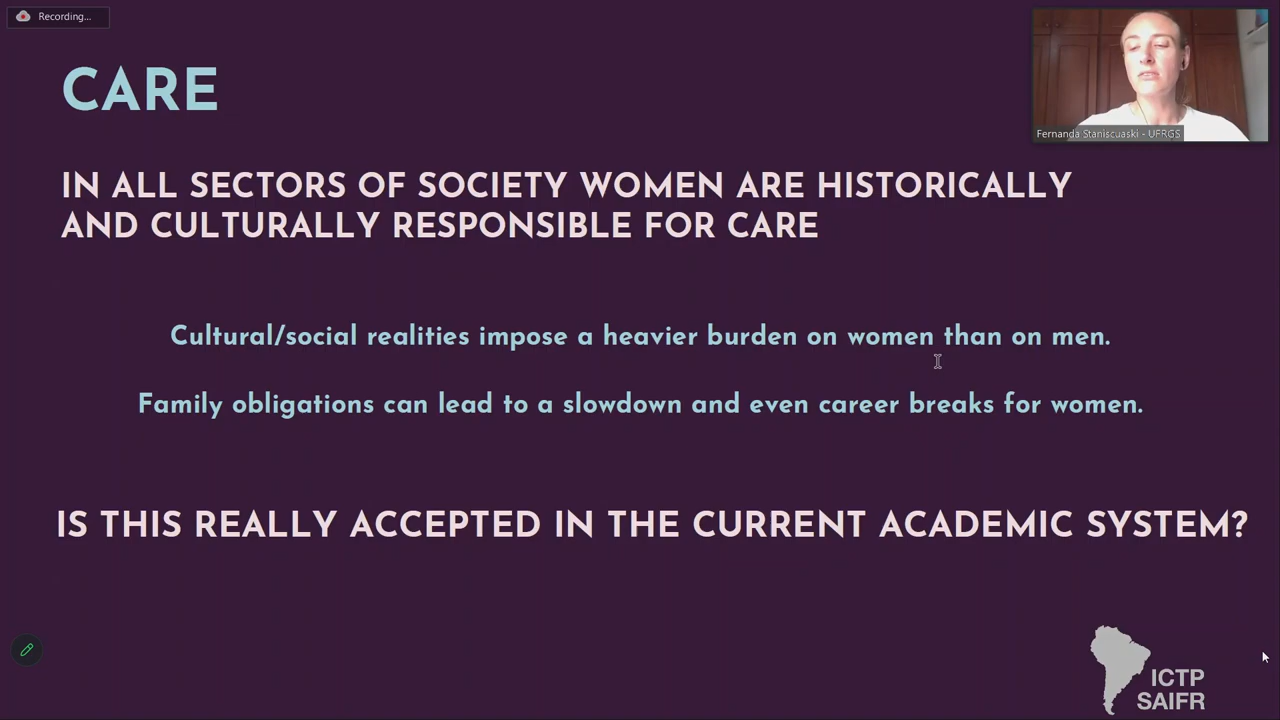 Recording...
CARE
Fernanda Staniscuaski - UFRGS
IN ALL SECTORS OF SOCIETY WOMEN ARE HISTORICALLY
AND CULTURALLY RESPONSIBLE FOR CARE
Cultural/social realities impose a heavier burden on women than on men.
Family obligations can lead to a slowdown and even career breaks for women.
IS THIS REALLY ACCEPTED IN THE CURRENT ACADEMIC SYSTEM?
ICTP
SAIFR